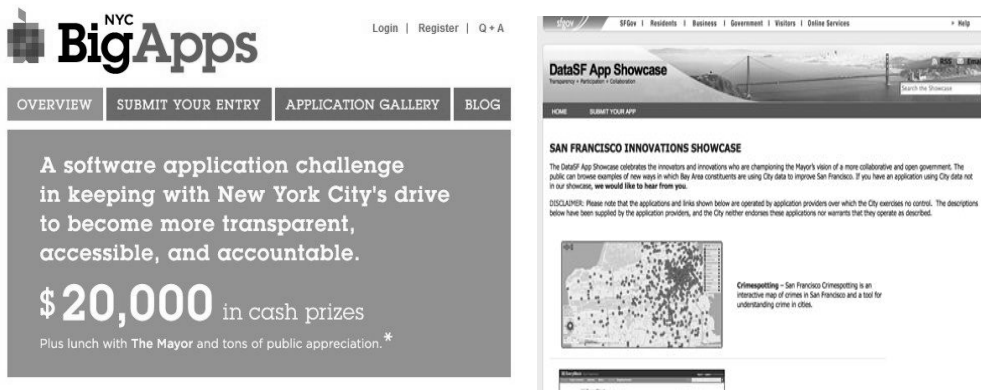 NYC
BigApps
Login | Register | Q + A
OVERVIEW
SUBMIT YOUR ENTRY
APPLICATION GALLERY
BLOG
A software application challenge
in keeping with New York City's drive
to become more transparent,
accessible, and accountable.
$20,000 in cash prizes
Plus lunch with The Mayor and tons of public appreciation.*
sfgov
SFGov | Residents | Business | Government | Visitors | Online Services
> Help
DataSF App Showcase
Transparency + Participation + Collaboration
RSS
Email
Search the Showcase
HOME
SUBMIT YOUR APP
SAN FRANCISCO INNOVATIONS SHOWCASE
The DataSF App Showcase celebrates the innovators and innovations who are championing the Mayor's vision of a more collaborative and open government. The
public can browse examples of new ways in which Bay Area constituents are using City data to improve San Francisco. If you have an application using City data not
in our showcase, we would like to hear from you.
DISCLAIMER: Please note that the applications and links shown below are operated by application providers over which the City exercises no control. The descriptions
below have been supplied by the application providers, and the City neither endorses these applications nor warrants that they operate as described.
Crimespotting – San Francisco Crimespotting is an
interactive map of crimes in San Francisco and a tool for
understanding crime in cities.